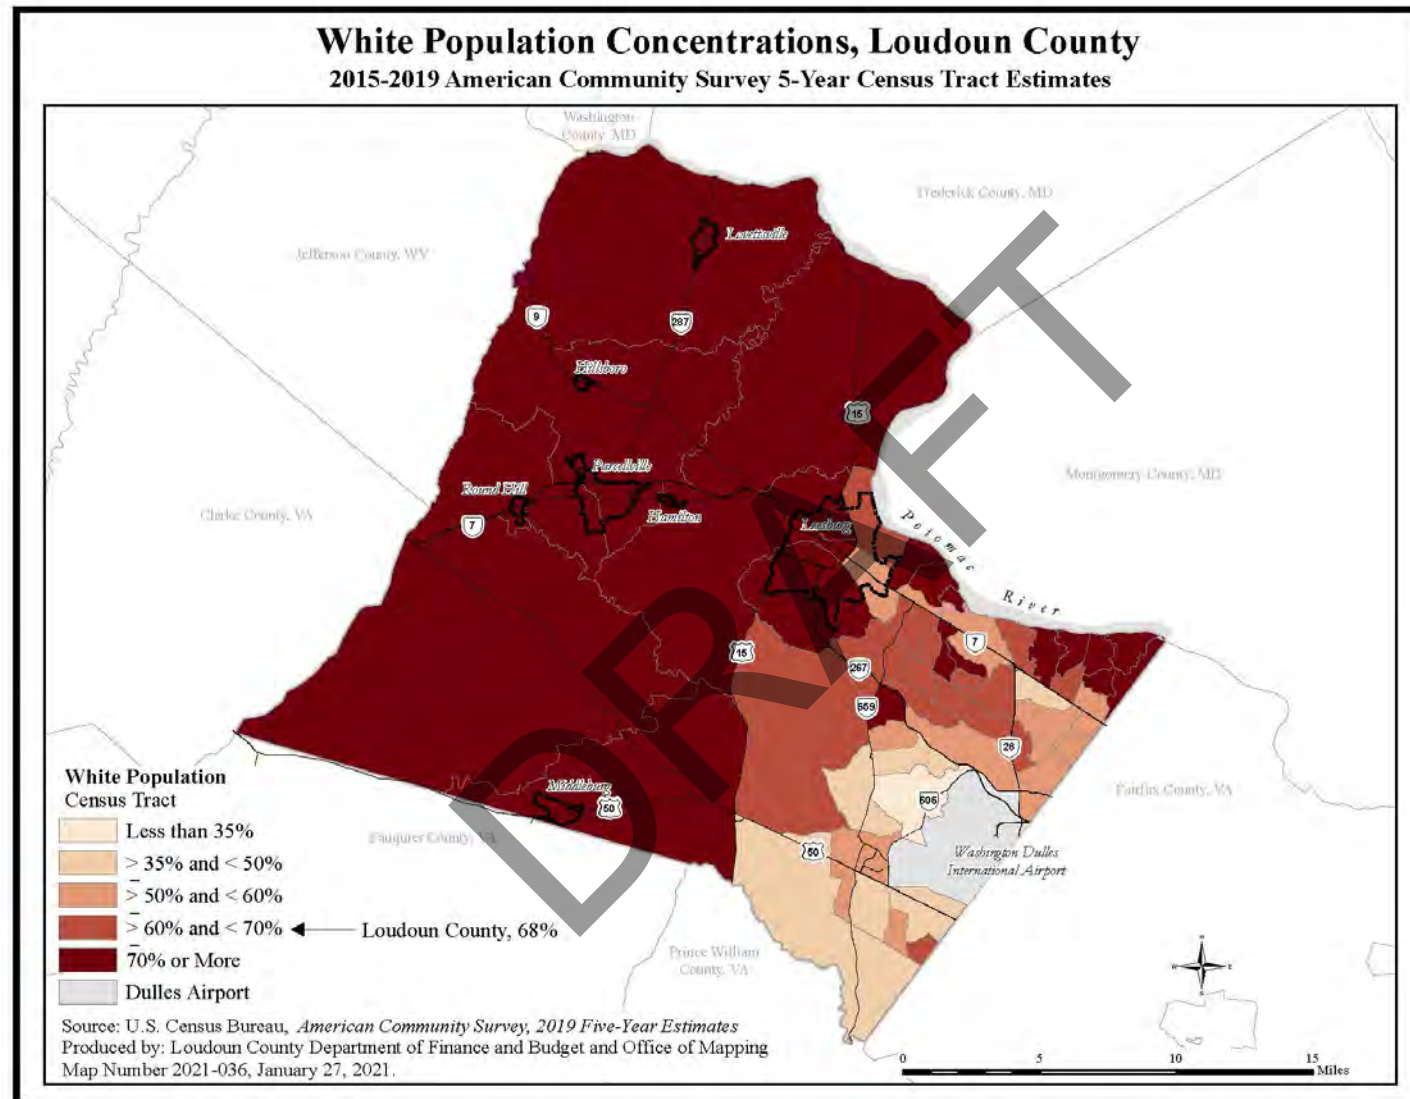 White Population Concentrations, Loudoun County
2015-2019 American Community Survey 5-Year Census Tract Estimates
Washington
County, MD
Frederick County, MD
Jefferson County, WV
Lovettsville
9
287
Hillsboro
15
Purcellville
Round Hill
Hamilton
Montgomery County, MD
Clarke County, VA
7
Leesburg
Potomac
River
15
7
267
659
28
Middleburg
50
606
Fairfax County, VA
Fauquier County, VA
50
Washington Dulles
International Airport
Prince William
County, VA
DRAFT
White Population
Census Tract
Less than 35%
≥ 35% and < 50%
≥ 50% and < 60%
≥ 60% and < 70%
Loudoun County, 68%
70% or More
Dulles Airport
N
W E
S
Source: U.S. Census Bureau, American Community Survey, 2019 Five-Year Estimates
Produced by: Loudoun County Department of Finance and Budget and Office of Mapping
Map Number 2021-036, January 27, 2021.
0 5 10 15
Miles